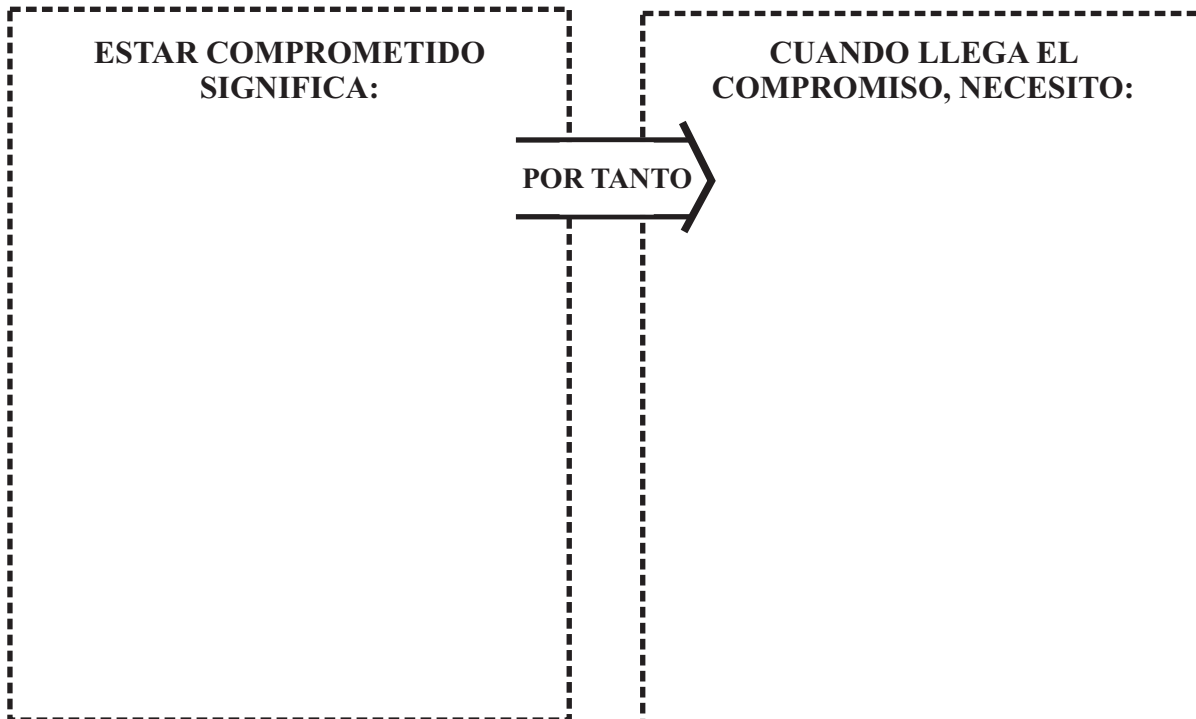 ESTAR COMPROMETIDO
SIGNIFICA:
POR TANTO
CUANDO LLEGA EL
COMPROMISO, NECESITO: